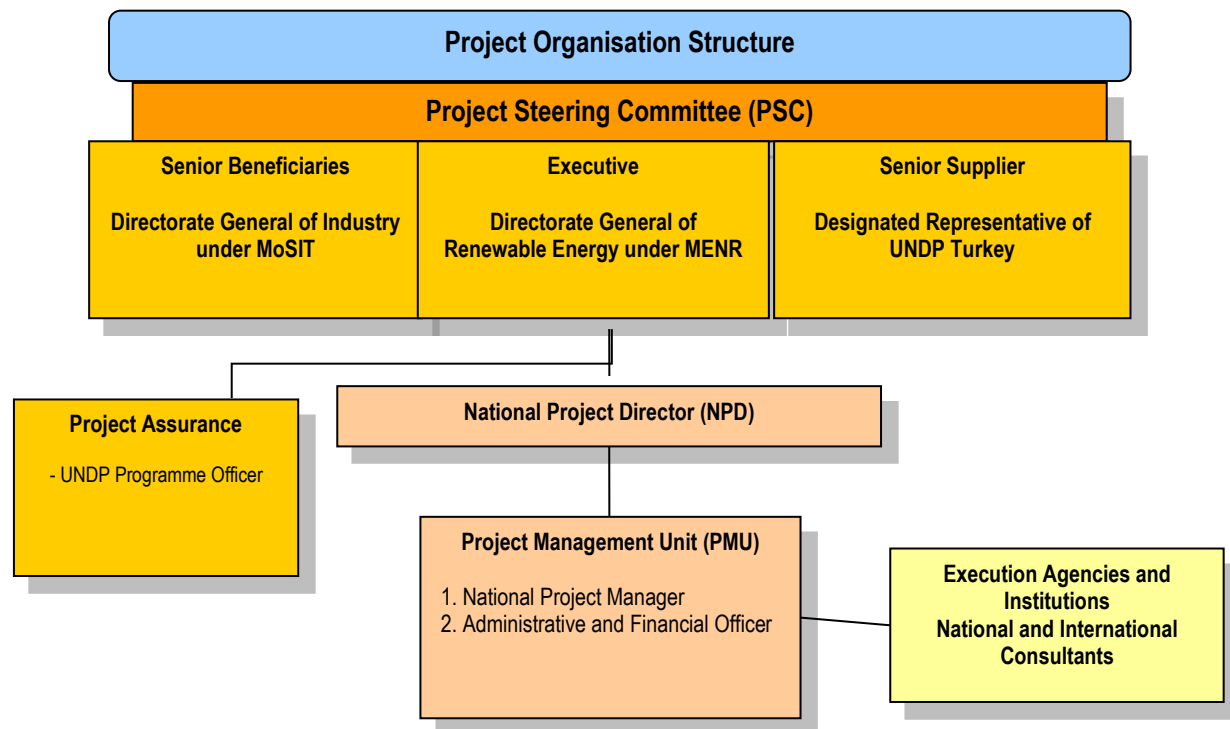 Project Organisation Structure
Project Steering Committee (PSC)
Senior Beneficiaries
Directorate General of Industry
under MoSIT
Executive
Directorate General of
Renewable Energy under MENR
Senior Supplier
Designated Representative of
UNDP Turkey
Project Assurance
- UNDP Programme Officer
National Project Director (NPD)
Project Management Unit (PMU)
1. National Project Manager
2. Administrative and Financial Officer
Execution Agencies and
Institutions
National and International
Consultants